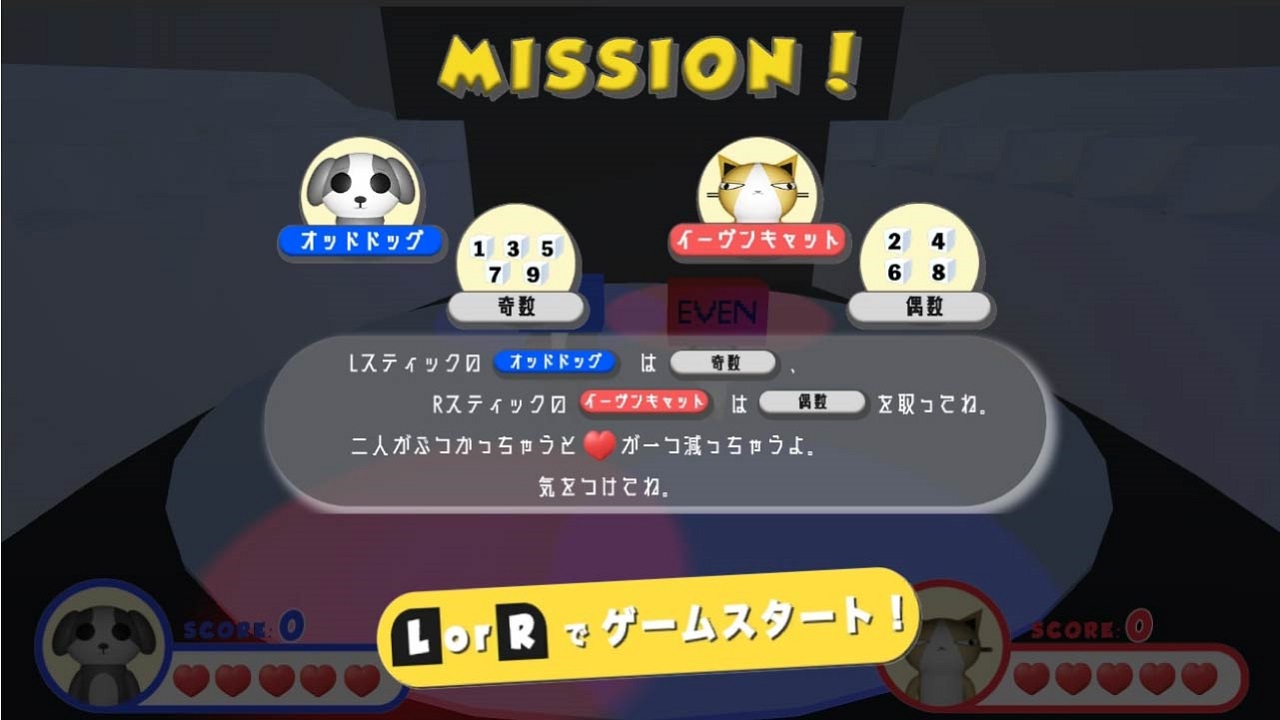 MISSION!
オッドドッグ
1 3 5
7 9
奇数
イーヴンキャット
2 4
6 8
偶数
EVEN
Lスティックの オッドドッグ は 奇数 、
Rスティックの イーヴンキャット は 偶数 を取ってね。
二人がぶつかっちゃうと❤が一つ減っちゃうよ。
気をつけてね。
L or R で ゲームスタート!
SCORE:0
SCORE:0